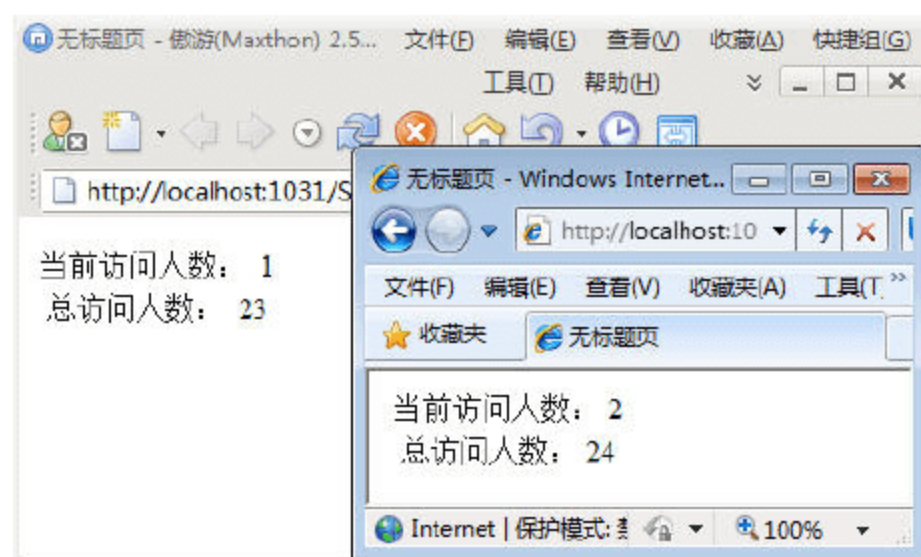 无标题页 - 傲游(Maxthon) 2.5... 文件(F) 编辑(E) 查看(V) 收藏(A) 快捷组(G)
工具(T) 帮助(H)
http://localhost:1031/S
当前访问人数： 1
总访问人数： 23
无标题页 - Windows Internet...
http://localhost:10
文件(F) 编辑(E) 查看(V) 收藏夹(A) 工具(T
收藏夹 无标题页
当前访问人数： 2
总访问人数： 24
Internet | 保护模式: 100%